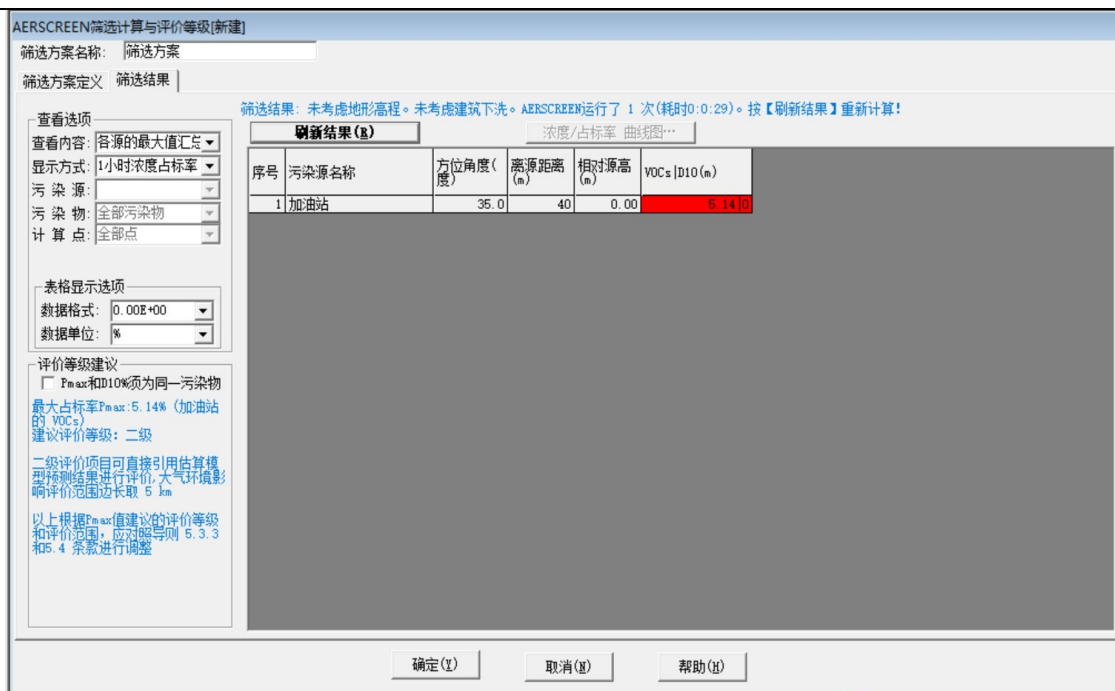 AERSCREEN筛选计算与评价等级[新建]
筛选方案名称: 筛选方案
筛选方案定义 筛选结果
筛选结果: 未考虑地形高程。未考虑建筑下洗。AERSCREEN运行了 1 次(耗时0:0:29)。按【刷新结果】重新计算!
刷新结果(R) 浓度/占标率 曲线图…
查看选项
查看内容: 各源的最大值汇总
显示方式: 1小时浓度占标率
污 染 源:
污 染 物: 全部污染物
计 算 点: 全部点
表格显示选项
数据格式: 0.00E+00
数据单位: %
评价等级建议
Pmax和D10%须为同一污染物
最大占标率Pmax:5.14% (加油站
的 VOCs)
建议评价等级: 二级
二级评价项目可直接引用估算模
型预测结果进行评价,大气环境影
响评价范围边长取 5 km
以上根据Pmax值建议的评价等级
和评价范围,应对照导则 5.3.3
和5.4 条款进行调整
序号 污染源名称 方位角度(度) 离源距离(m) 相对源高(m) VOCs|D10(m)
1 加油站 35.0 40 0.00 5.14|0
确定(Y) 取消(N) 帮助(H)